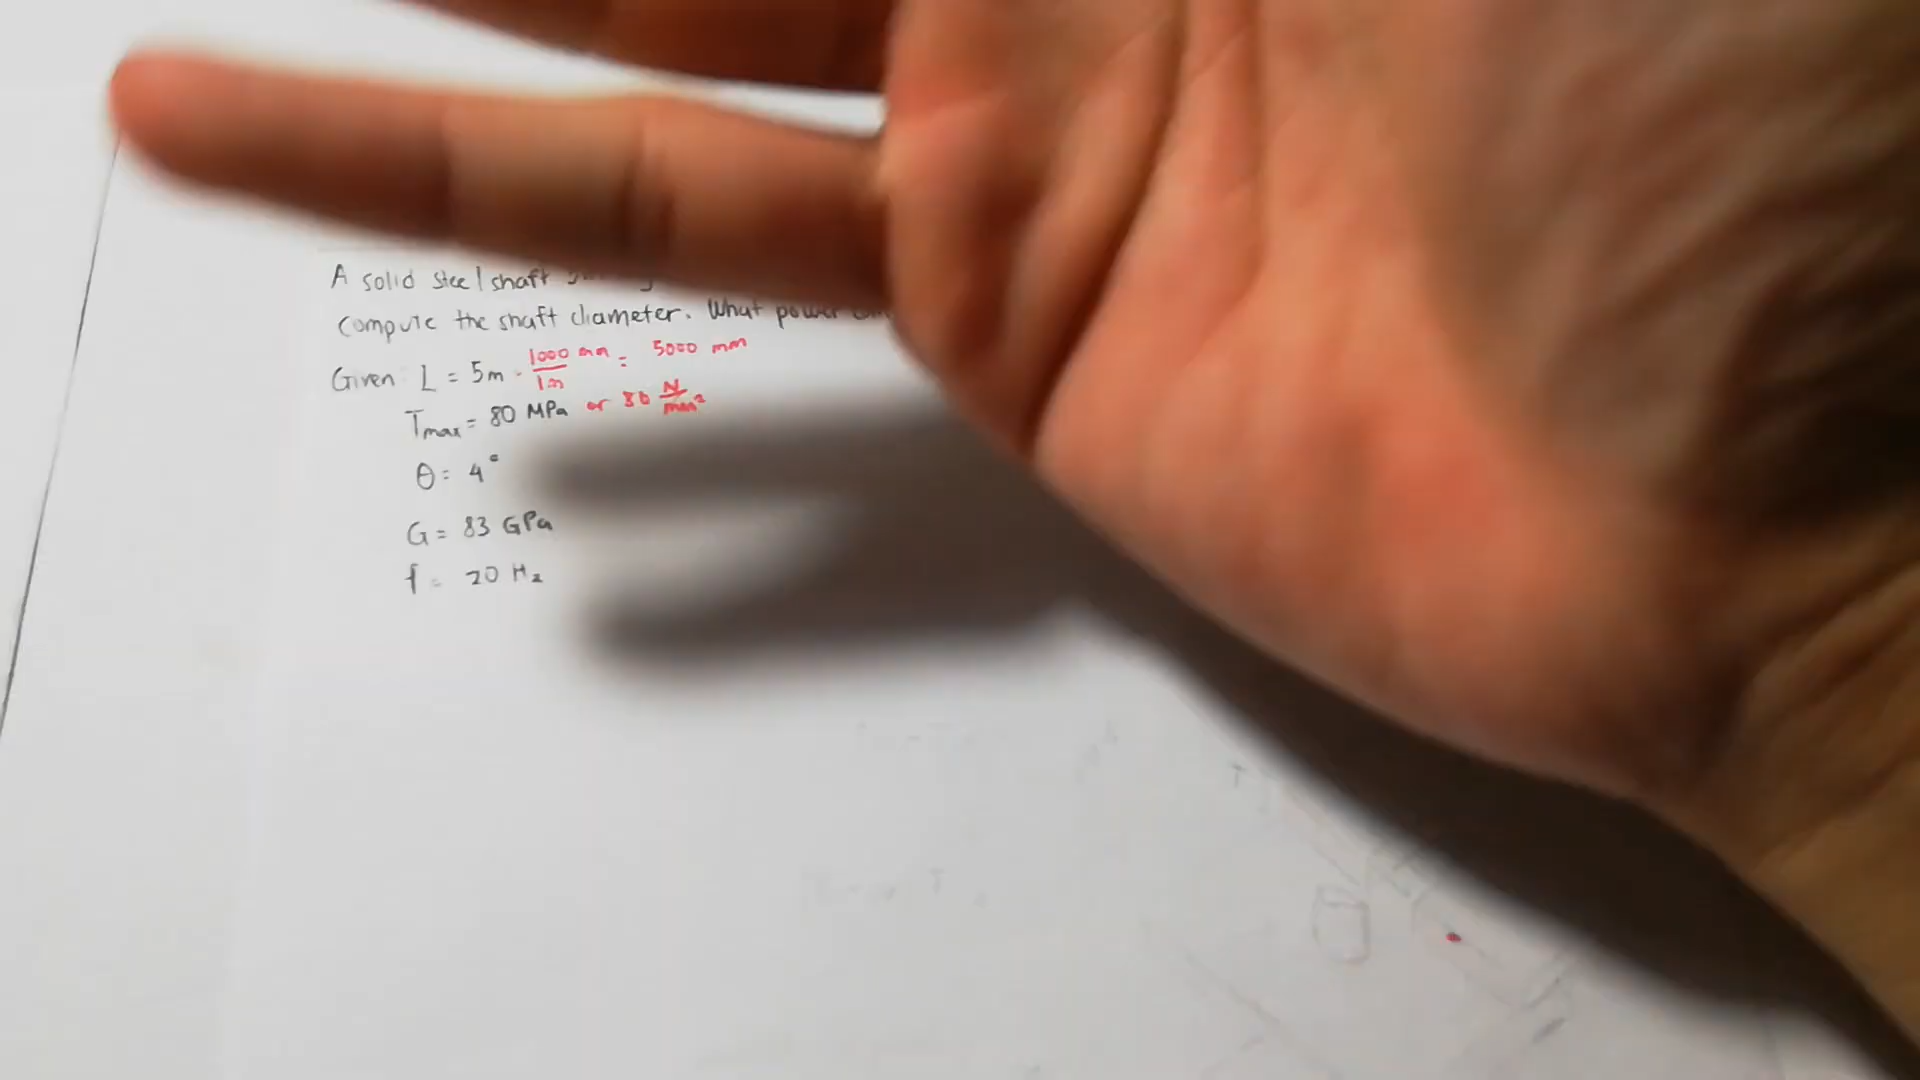 A solid steel shaft
compute the shaft diameter. What power
Given: L = 5m · 1000 mm / 1m = 5000 mm
Tmax = 80 MPa or 80 N/mm²
θ = 4°
G = 83 GPa
f = 20 Hz
T